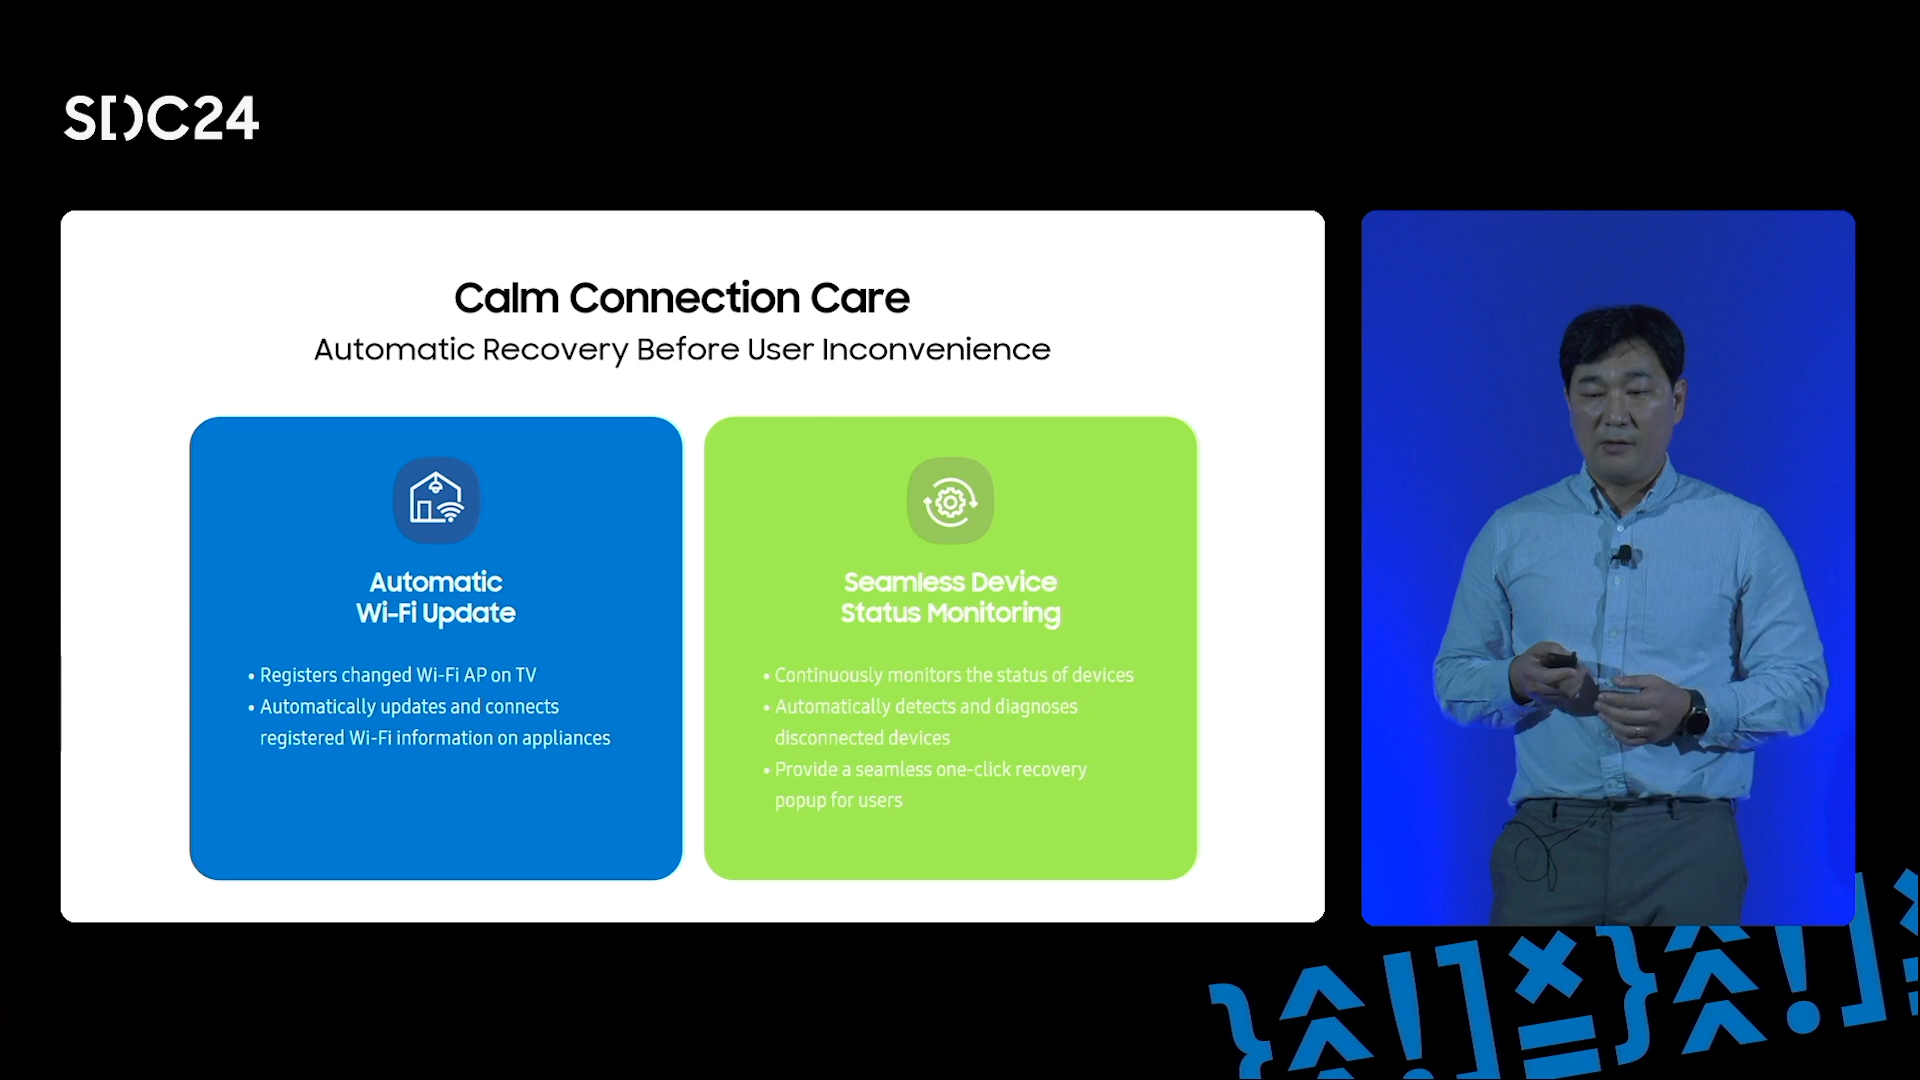 SDC24
Calm Connection Care
Automatic Recovery Before User Inconvenience
Automatic
Wi-Fi Update
• Registers changed Wi-Fi AP on TV
• Automatically updates and connects
registered Wi-Fi information on appliances
Seamless Device
Status Monitoring
• Continuously monitors the status of devices
• Automatically detects and diagnoses
disconnected devices
• Provide a seamless one-click recovery
popup for users